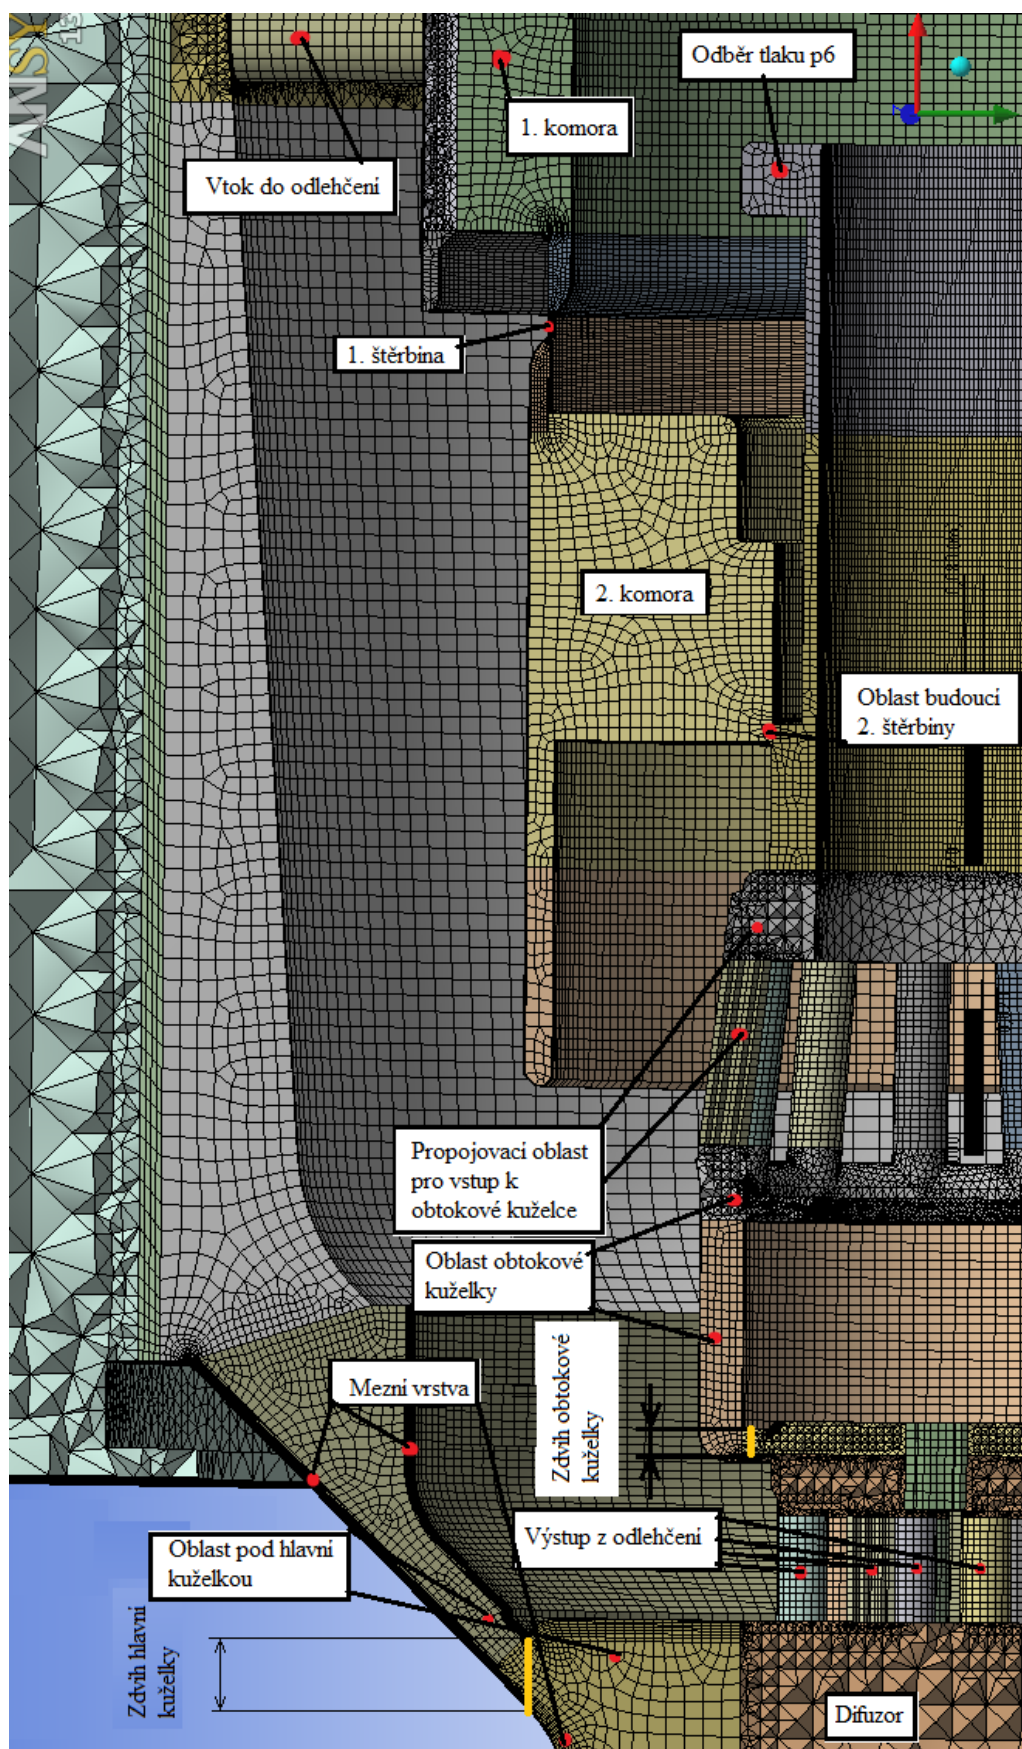 Odběr tlaku p6
1. komora
Vtok do odlehčení
1. štěrbina
2. komora
Oblast budoucí
2. štěrbiny
Propojovací oblast
pro vstup k
obtokové kuželce
Oblast obtokové
kuželky
Zdvih obtokové
kuželky
Mezní vrstva
Výstup z odlehčení
Oblast pod hlavní
kuželkou
Zdvih hlavní
kuželky
Difuzor